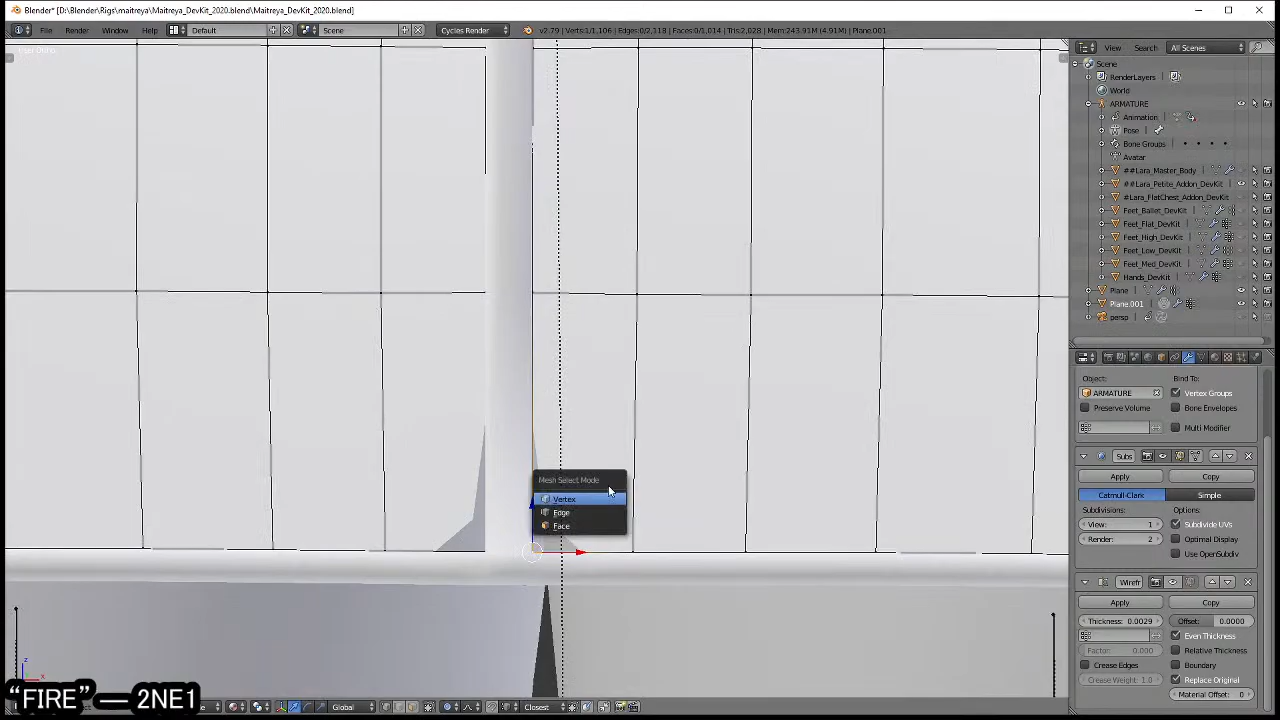 Blender* [D:\Blender\Rigs\maitreya\Maitreya_DevKit_2020.blend\Maitreya_DevKit_2020.blend]
File Render Window Help Default Scene Cycles Render v2.79 | Verts:1/1,106 | Edges:0/2,118 | Faces:0/1,014 | Tris:2,028 | Mem:243.91M (4.91M) | Plane.001
View Search All Scenes
Scene
RenderLayers
World
ARMATURE
Animation
Pose
Bone Groups
Avatar
##Lara_Master_Body
##Lara_Petite_Addon_DevKit
#Lara_FlatChest_Addon_DevKit
Feet_Ballet_DevKit
Feet_Flat_DevKit
Feet_High_DevKit
Feet_Low_DevKit
Feet_Med_DevKit
Hands_DevKit
Plane
Plane.001
persp
Object: Bind To:
ARMATURE Vertex Groups
Preserve Volume Bone Envelopes
Multi Modifier
Subs
Apply Copy
Catmull-Clark Simple
Subdivisions: Options:
View: 1 Subdivide UVs
Render: 2 Optimal Display
Use OpenSubdiv
Wirefr
Apply Copy
Thickness: 0.0029 Offset: 0.0000
Even Thickness
Factor: 0.000 Relative Thickness
Crease Edges Boundary
Crease Weight: 1.0 Replace Original
Material Offset: 0
Mesh Select Mode
Vertex
Edge
Face
z
x
Global Closest
“FIRE” — 2NE1